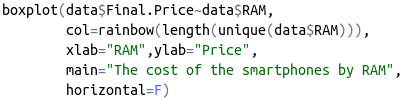 boxplot(data$Final.Price~data$RAM,
        col=rainbow(length(unique(data$RAM))),
        xlab="RAM",ylab="Price",
        main="The cost of the smartphones by RAM",
        horizontal=F)